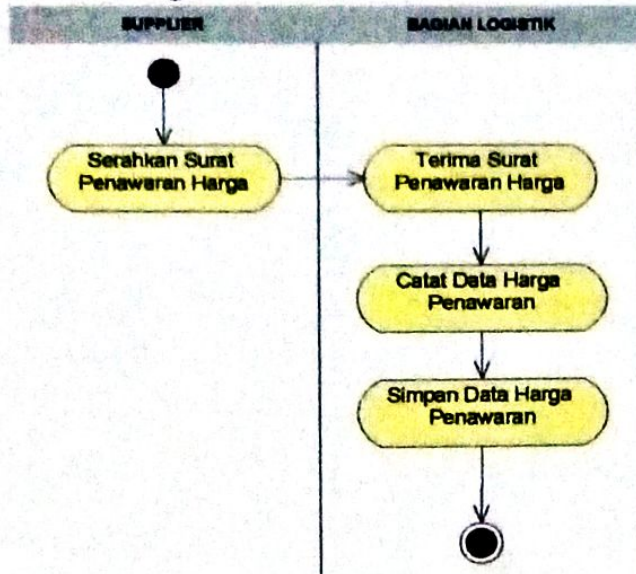 SUPPLIER
BAGIAN LOGISTIK
Serahkan Surat
Penawaran Harga
Terima Surat
Penawaran Harga
Catat Data Harga
Penawaran
Simpan Data Harga
Penawaran